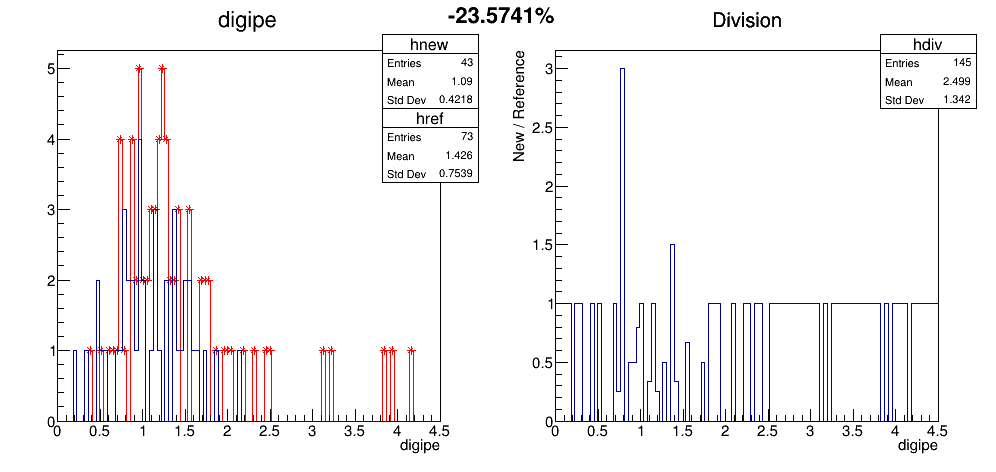 -23.5741%
digipe
hnew
Entries 43
Mean 1.09
Std Dev 0.4218
href
Entries 73
Mean 1.426
Std Dev 0.7539
5
4
3
2
1
0
0 0.5 1 1.5 2 2.5 3 3.5 4 4.5
digipe
Division
hdiv
Entries 145
Mean 2.499
Std Dev 1.342
New / Reference
3
2.5
2
1.5
1
0.5
0
0 0.5 1 1.5 2 2.5 3 3.5 4 4.5
digipe